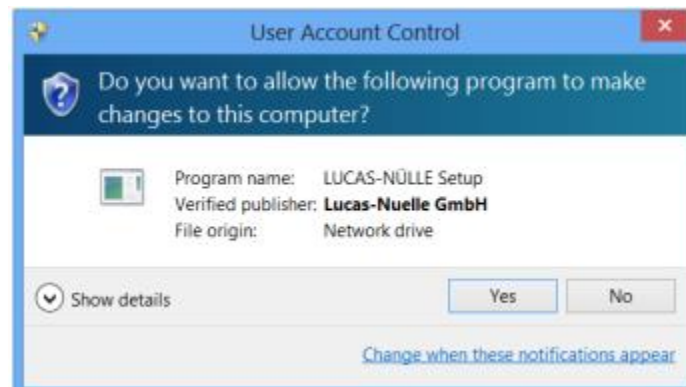 User Account Control
Do you want to allow the following program to make
changes to this computer?
Program name: LUCAS-NÜLLE Setup
Verified publisher: Lucas-Nuelle GmbH
File origin: Network drive
Show details
Yes
No
Change when these notifications appear